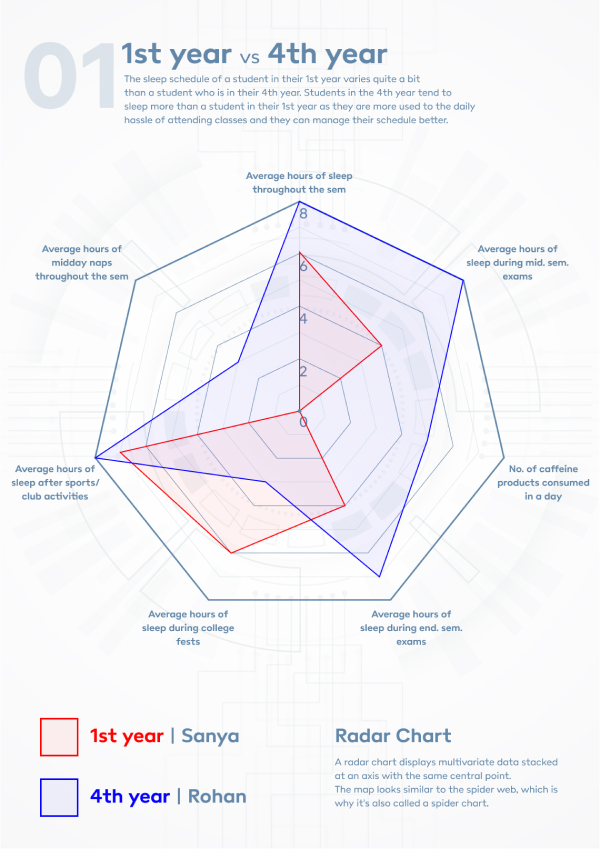 01
1st year vs 4th year
The sleep schedule of a student in their 1st year varies quite a bit
than a student who is in their 4th year. Students in the 4th year tend to
sleep more than a student in their 1st year as they are more used to the daily
hassle of attending classes and they can manage their schedule better.
Average hours of sleep
throughout the sem
8
6
4
2
0
Average hours of
midday naps
throughout the sem
Average hours of
sleep during mid. sem.
exams
Average hours of
sleep after sports/
club activities
No. of caffeine
products consumed
in a day
Average hours of
sleep during college
fests
Average hours of
sleep during end. sem.
exams
1st year | Sanya
4th year | Rohan
Radar Chart
A radar chart displays multivariate data stacked
at an axis with the same central point.
The map looks similar to the spider web, which is
why it's also called a spider chart.